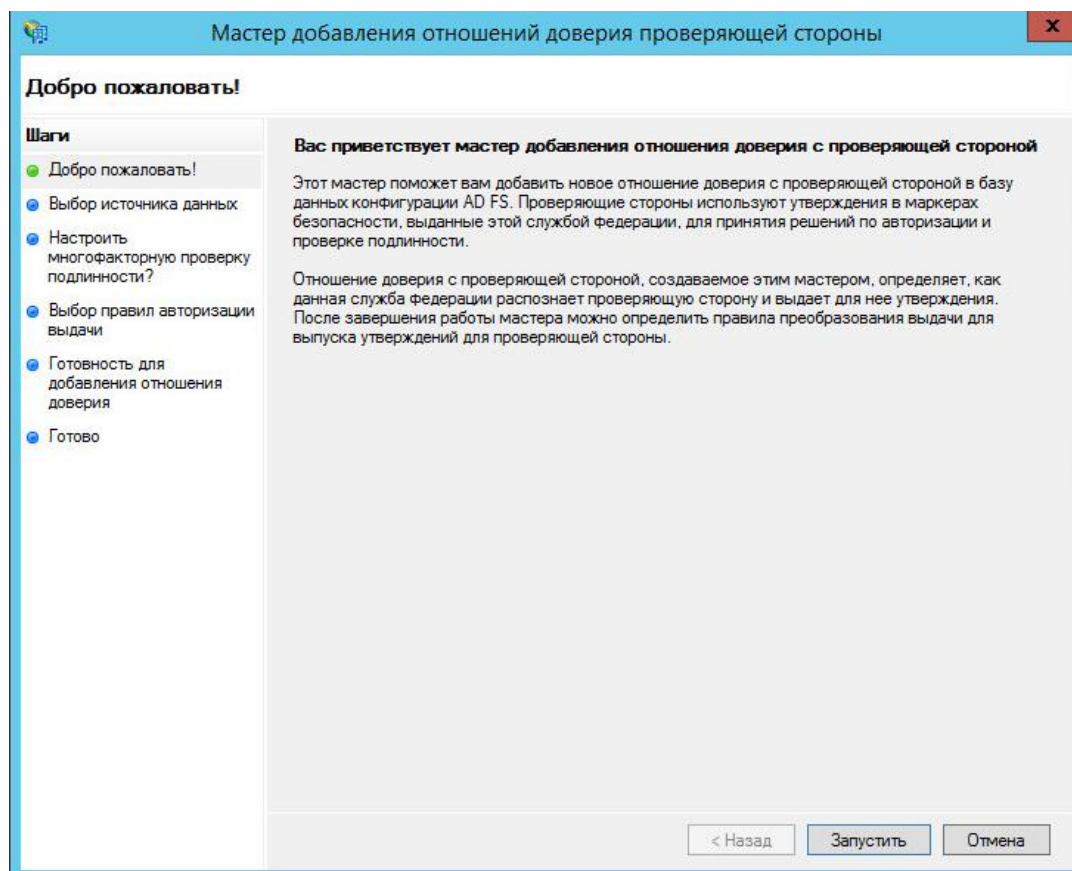 Мастер добавления отношений доверия проверяющей стороны
x
Добро пожаловать!
Шаги
Добро пожаловать!
Выбор источника данных
Настроить
многофакторную проверку
подлинности?
Выбор правил авторизации
выдачи
Готовность для
добавления отношения
доверия
Готово
Вас приветствует мастер добавления отношения доверия с проверяющей стороной
Этот мастер поможет вам добавить новое отношение доверия с проверяющей стороной в базу
данных конфигурации AD FS. Проверяющие стороны используют утверждения в маркерах
безопасности, выданные этой службой федерации, для принятия решений по авторизации и
проверке подлинности.
Отношение доверия с проверяющей стороной, создаваемое этим мастером, определяет, как
данная служба федерации распознает проверяющую сторону и выдает для нее утверждения.
После завершения работы мастера можно определить правила преобразования выдачи для
выпуска утверждений для проверяющей стороны.
< Назад
Запустить
Отмена